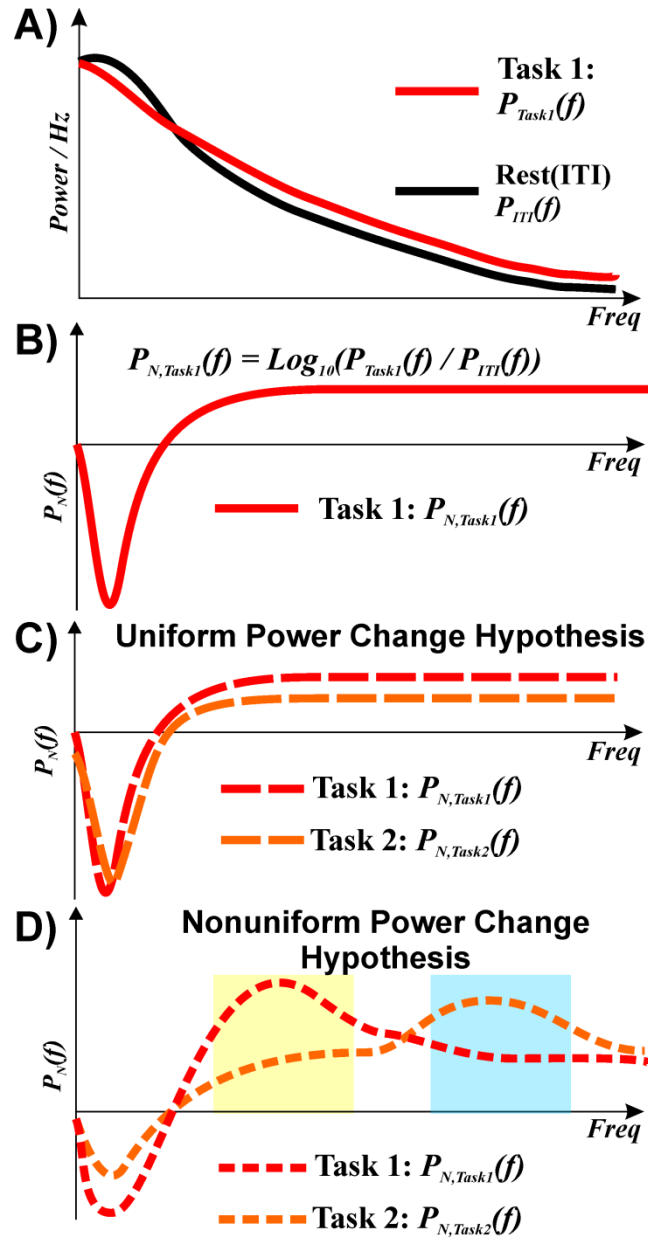 A)
Power / Hz
Task 1:
P_Task1(f)
Rest(ITI)
P_ITI(f)
Freq
B)
P_N,Task1(f) = Log_10(P_Task1(f) / P_ITI(f))
Freq
P_N(f)
Task 1: P_N,Task1(f)
C)
Uniform Power Change Hypothesis
P_N(f)
Freq
Task 1: P_N,Task1(f)
Task 2: P_N,Task2(f)
D)
Nonuniform Power Change
Hypothesis
P_N(f)
Freq
Task 1: P_N,Task1(f)
Task 2: P_N,Task2(f)